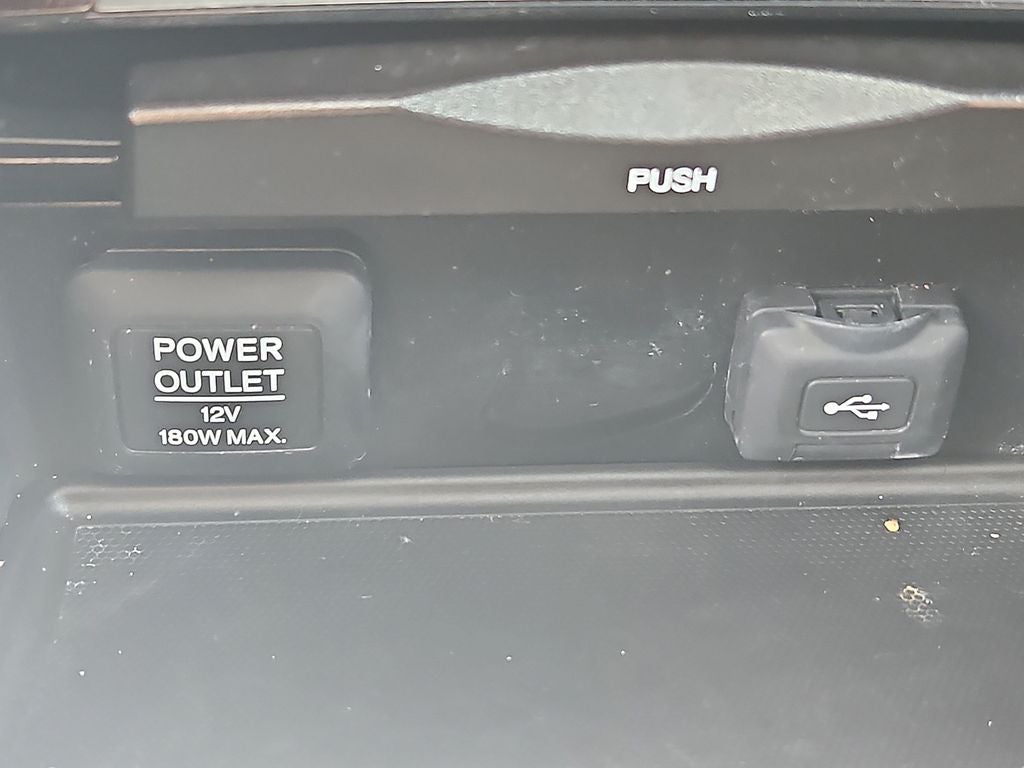 PUSH
POWER
OUTLET
12V
180W MAX.